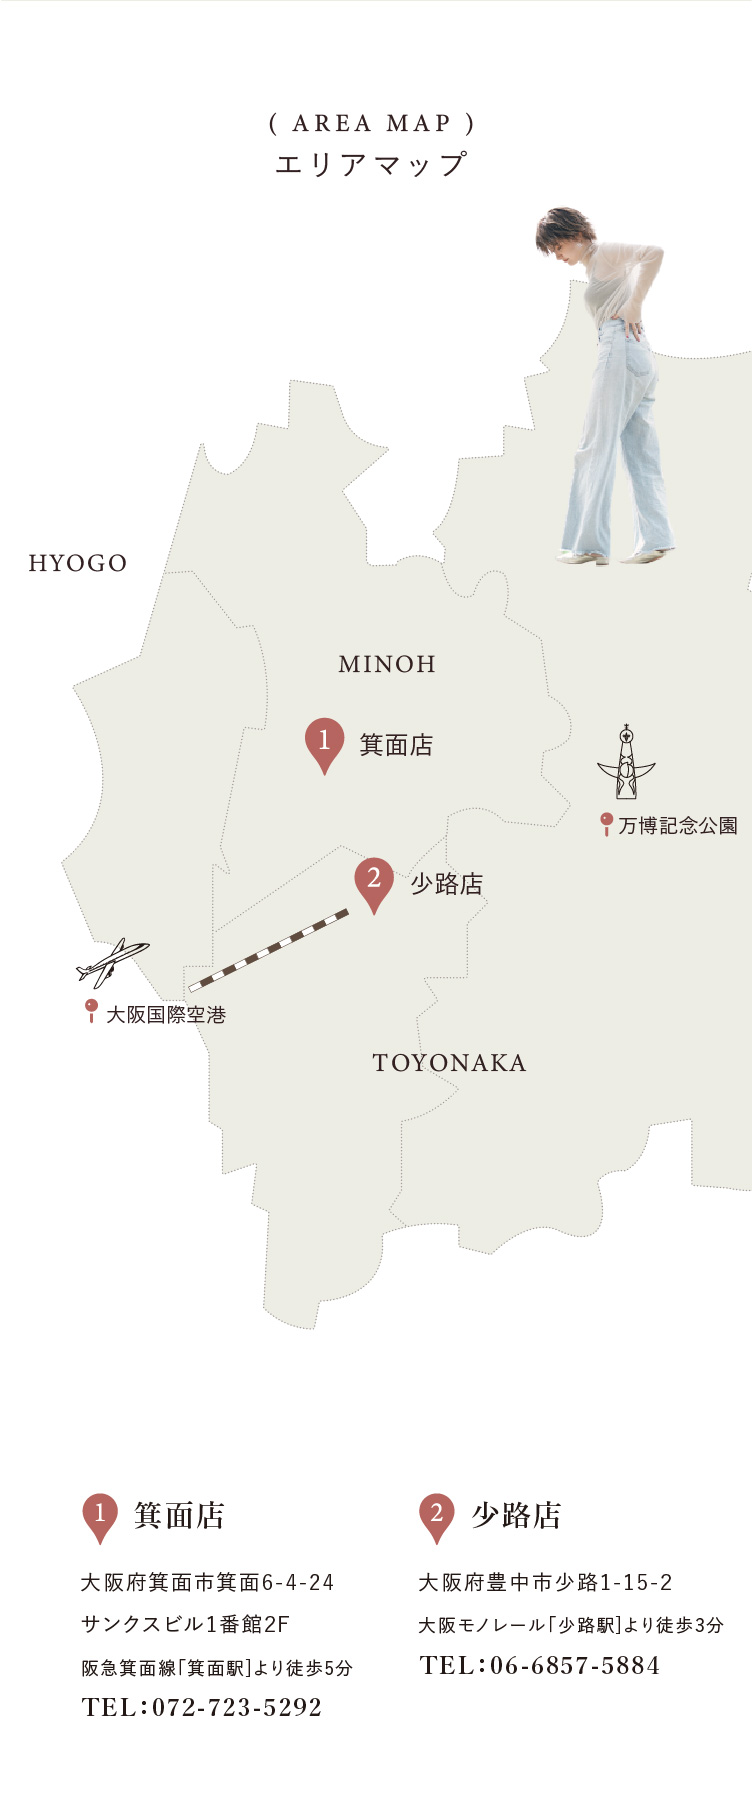 ( AREA MAP )
エリアマップ
HYOGO
MINOH
1 箕面店
万博記念公園
2 少路店
大阪国際空港
TOYONAKA
1 箕面店
大阪府箕面市箕面6-4-24
サンクスビル1番館2F
阪急箕面線「箕面駅」より徒歩5分
TEL：072-723-5292
2 少路店
大阪府豊中市少路1-15-2
大阪モノレール「少路駅」より徒歩3分
TEL：06-6857-5884